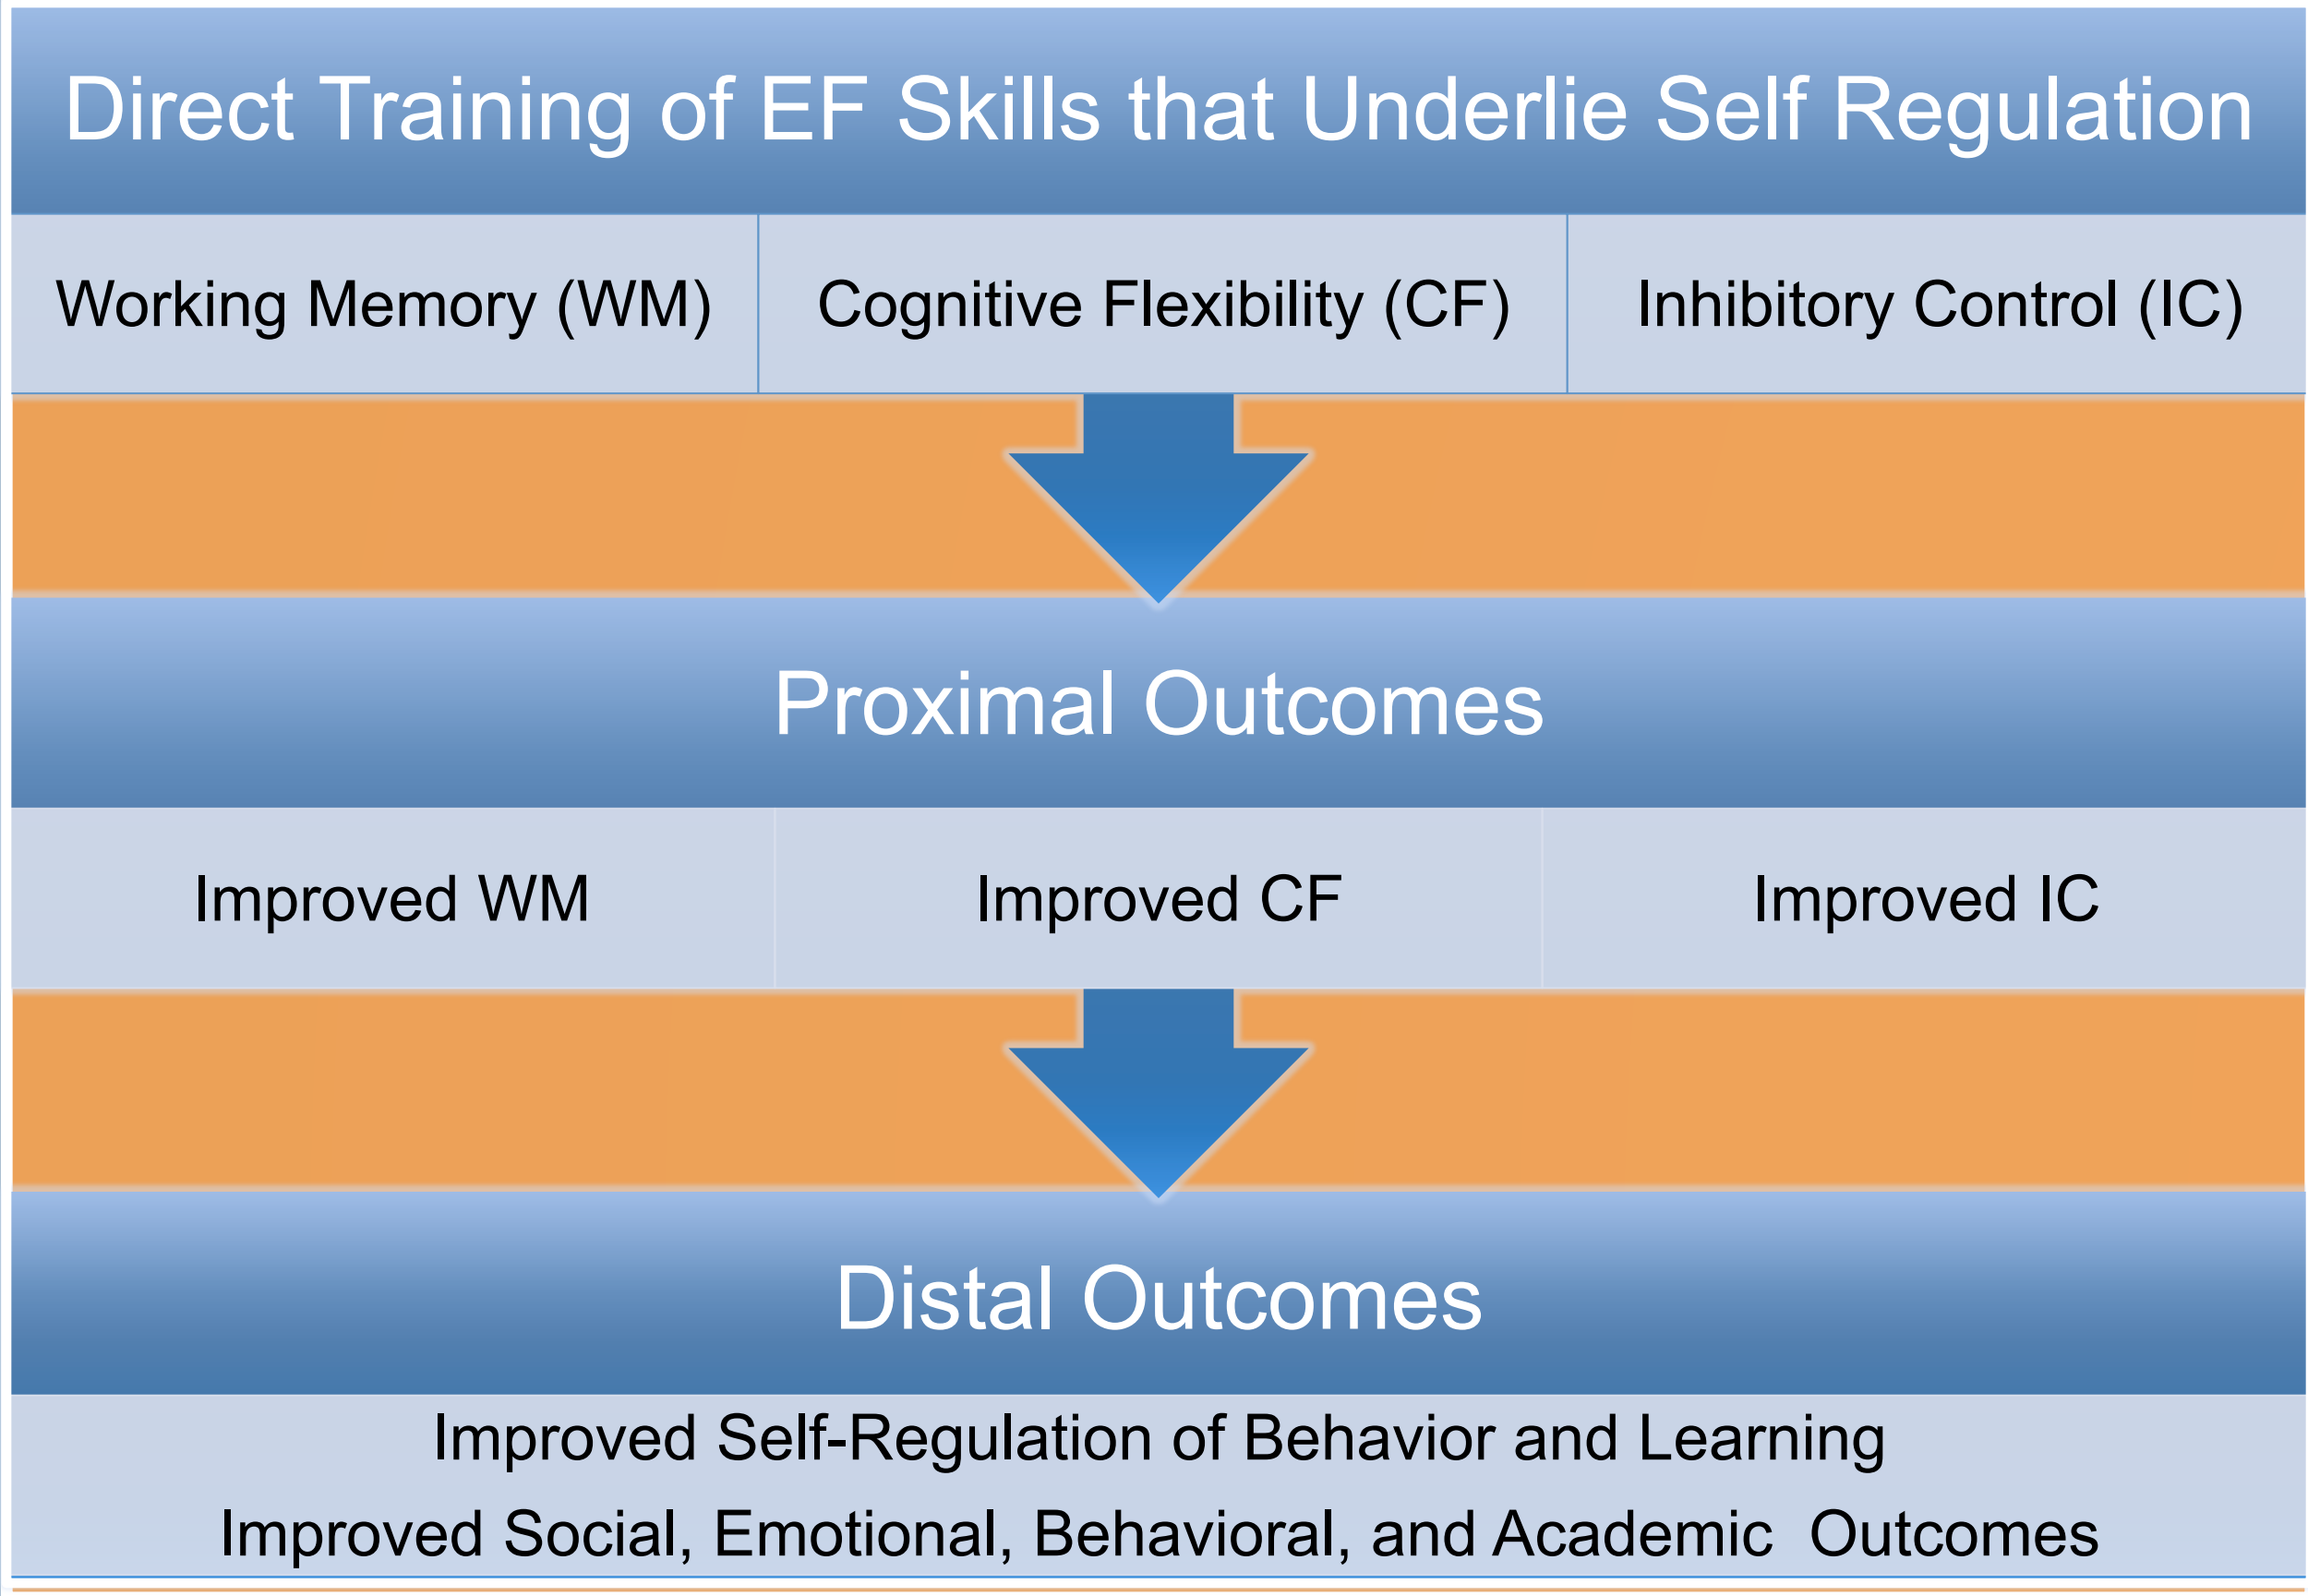 Direct Training of EF Skills that Underlie Self Regulation
Working Memory (WM) Cognitive Flexibility (CF) Inhibitory Control (IC)
Proximal Outcomes
Improved WM Improved CF Improved IC
Distal Outcomes
Improved Self-Regulation of Behavior and Learning
Improved Social, Emotional, Behavioral, and Academic Outcomes